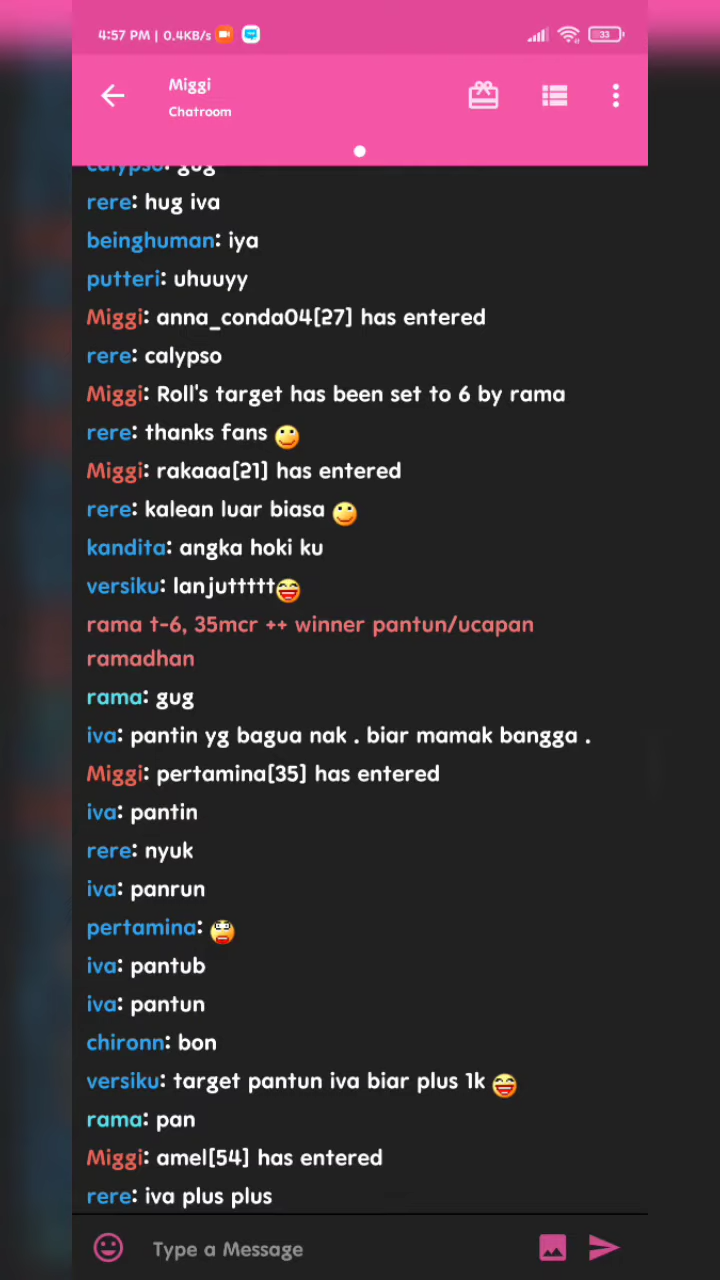 4:57 PM | 0.4KB/s
33
Miggi
Chatroom
calypso: gug
rere: hug iva
beinghuman: iya
putteri: uhuuyy
Miggi: anna_conda04[27] has entered
rere: calypso
Miggi: Roll's target has been set to 6 by rama
rere: thanks fans
Miggi: rakaaa[21] has entered
rere: kalean luar biasa
kandita: angka hoki ku
versiku: lanjuttttt
rama t-6, 35mcr ++ winner pantun/ucapan
ramadhan
rama: gug
iva: pantin yg bagua nak . biar mamak bangga .
Miggi: pertamina[35] has entered
iva: pantin
rere: nyuk
iva: panrun
pertamina:
iva: pantub
iva: pantun
chironn: bon
versiku: target pantun iva biar plus 1k
rama: pan
Miggi: amel[54] has entered
rere: iva plus plus
Type a Message